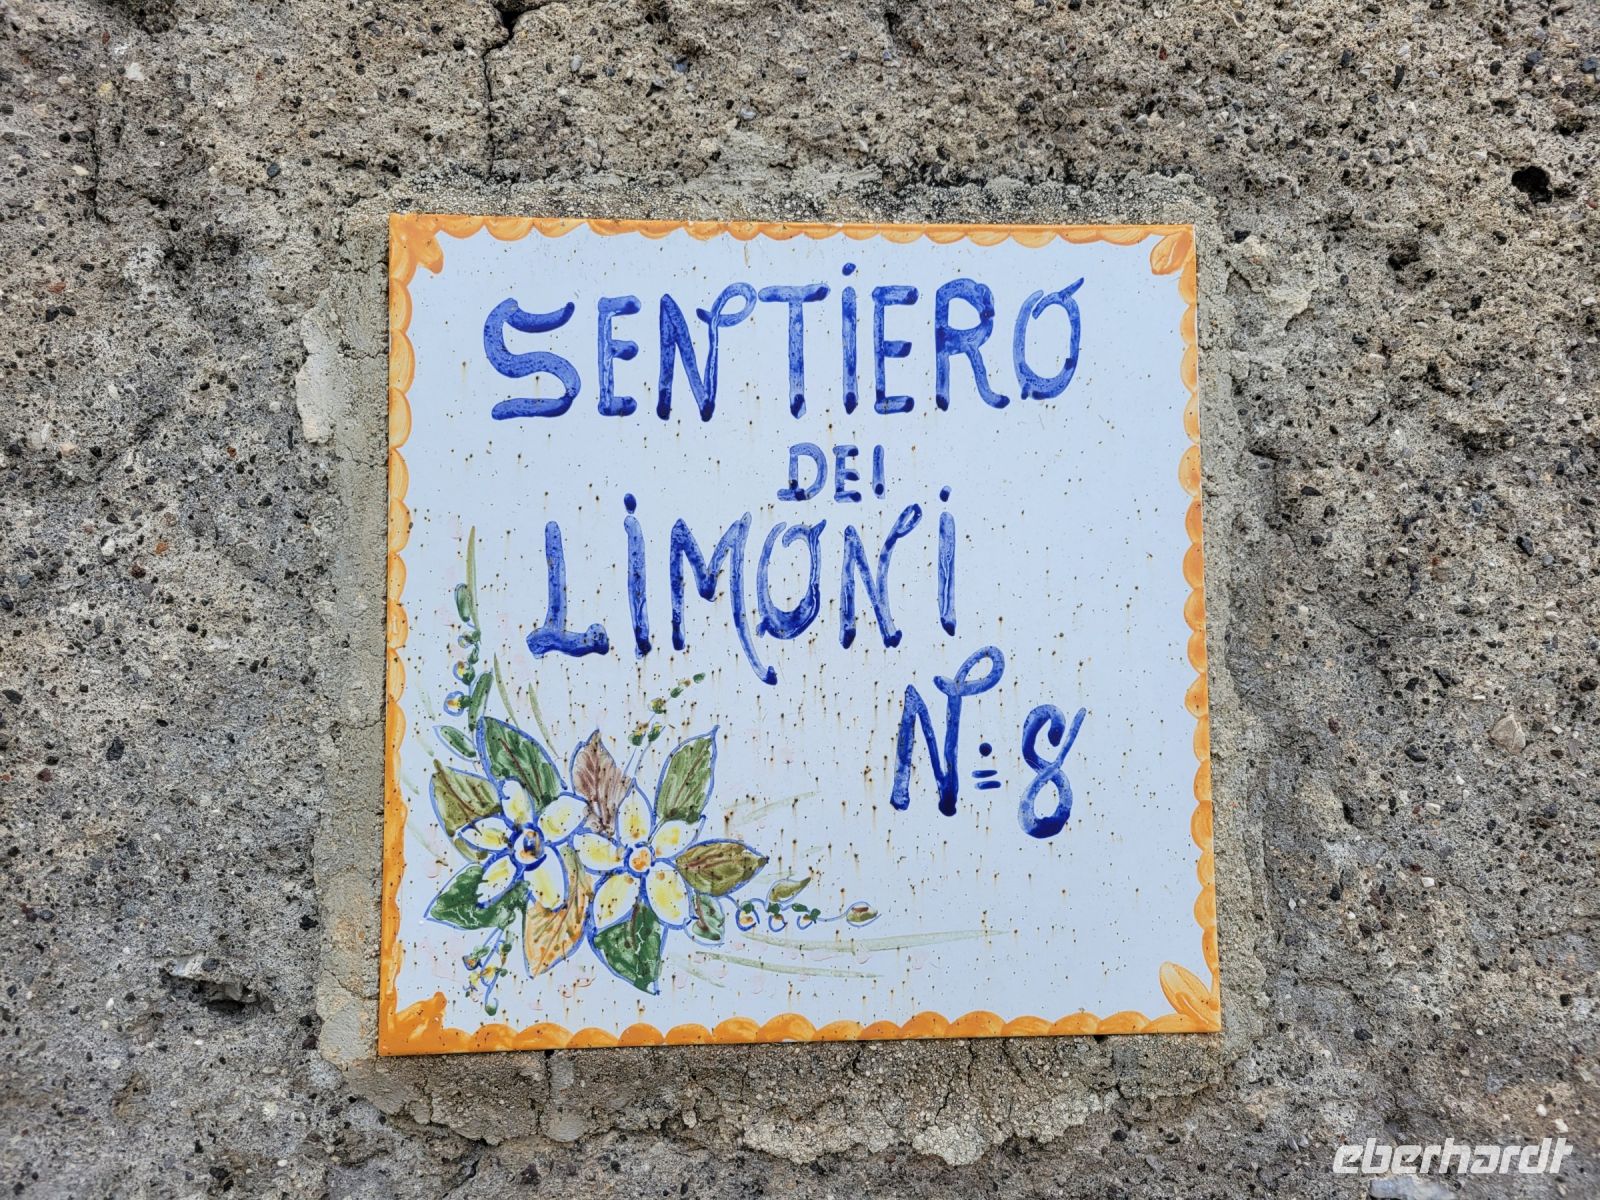 SENTIERO
DEI
LIMONI
N= 8
eberhardt